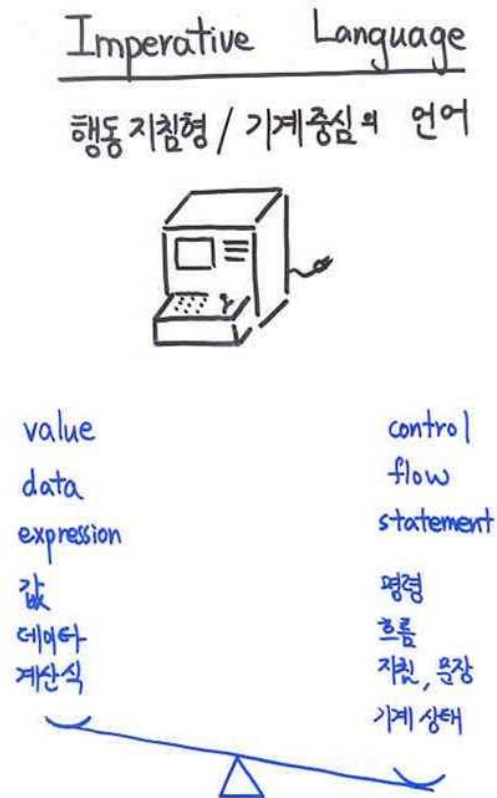 Imperative Language
행동지침형 / 기계중심의 언어
value
data
expression
값
데이타
계산식
control
flow
statement
명령
흐름
지침, 문장
기계 상태